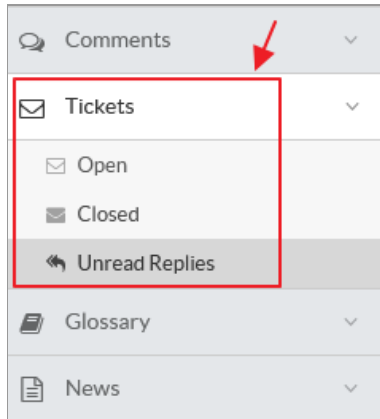 Comments
Tickets
Open
Closed
Unread Replies
Glossary
News